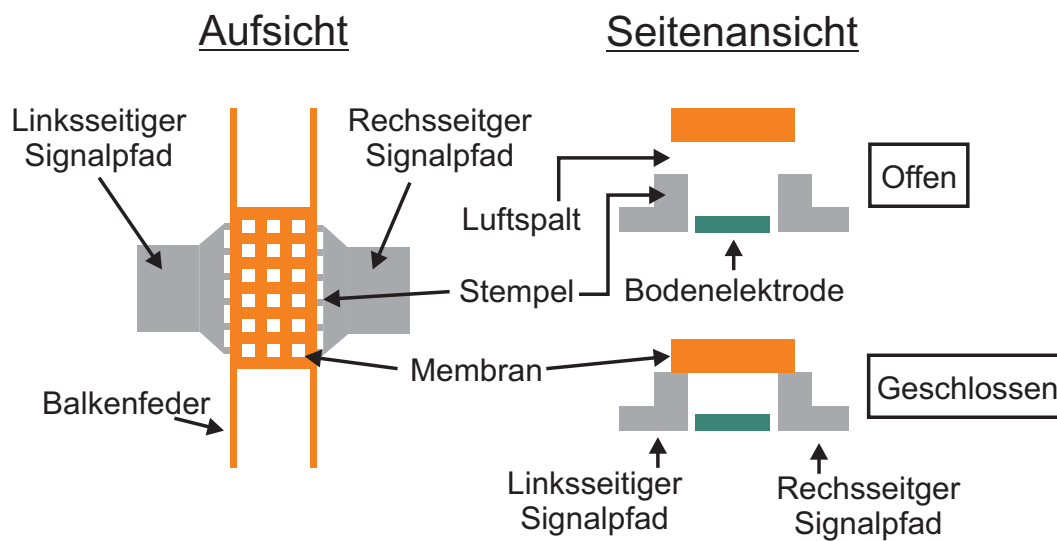 Aufsicht
Seitenansicht
Linksseitiger
Signalpfad
Rechsseitger
Signalpfad
Luftspalt
Offen
Stempel
Bodenelektrode
Membran
Balkenfeder
Geschlossen
Linksseitiger
Signalpfad
Rechsseitger
Signalpfad